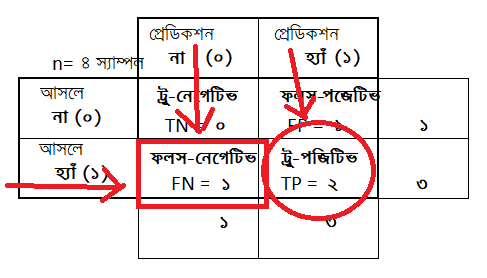 প্রেডিকশন প্রেডিকশন
না (০) হ্যাঁ (১)
n= ৪ স্যাম্পল
আসলে ট্রু-নেগেটিভ ফলস-পজেটিভ
না (০) TN = ০ FP = ১ ১
আসলে ফলস-নেগেটিভ ট্রু-পজিটিভ
হ্যাঁ (১) FN = ১ TP = ২ ৩
১ ৩